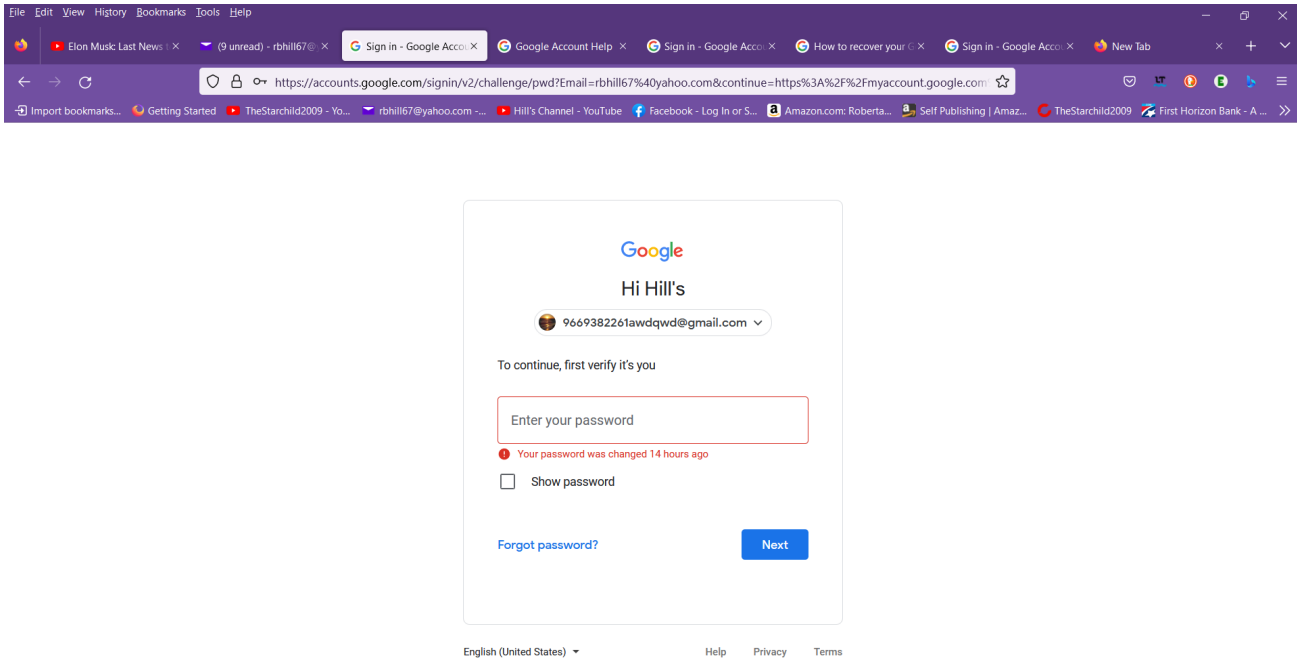 File Edit View History Bookmarks Tools Help
Elon Musk: Last News (9 unread) - rbhill67@ Sign in - Google Accou Google Account Help Sign in - Google Accou How to recover your G Sign in - Google Accou New Tab
https://accounts.google.com/signin/v2/challenge/pwd?Email=rbhill67%40yahoo.com&continue=https%3A%2F%2Fmyaccount.google.com
Import bookmarks... Getting Started TheStarchild2009 - Yo... rbhill67@yahoo.com -... Hill's Channel - YouTube Facebook - Log In or S... Amazon.com: Roberta... Self Publishing | Amaz... TheStarchild2009 First Horizon Bank - A ...
Google
Hi Hill's
9669382261awdqwd@gmail.com
To continue, first verify it's you
Enter your password
Your password was changed 14 hours ago
Show password
Forgot password? Next
English (United States) Help Privacy Terms